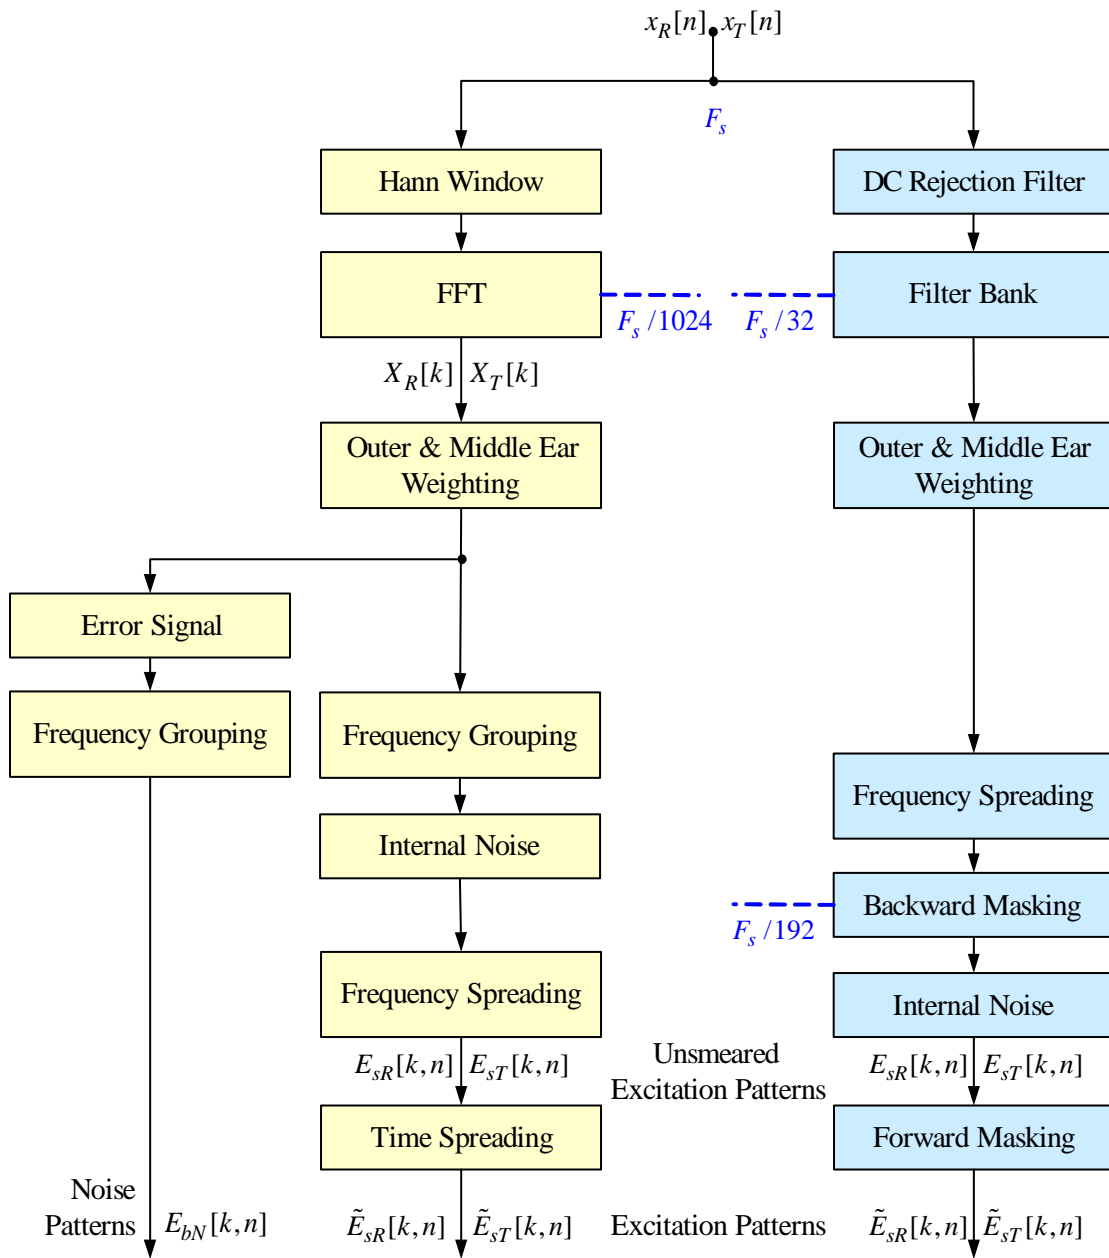 x_R[n] x_T[n]
F_s
Hann Window
DC Rejection Filter
FFT
Filter Bank
F_s /1024
F_s /32
X_R[k] X_T[k]
Outer & Middle Ear
Weighting
Outer & Middle Ear
Weighting
Error Signal
Frequency Grouping
Frequency Grouping
Frequency Spreading
Internal Noise
Backward Masking
F_s /192
Frequency Spreading
Internal Noise
E_sR[k,n] E_sT[k,n]
Unsmeared
Excitation Patterns
E_sR[k,n] E_sT[k,n]
Time Spreading
Forward Masking
Noise
Patterns
E_bN[k,n]
Ẽ_sR[k,n] Ẽ_sT[k,n]
Excitation Patterns
Ẽ_sR[k,n] Ẽ_sT[k,n]